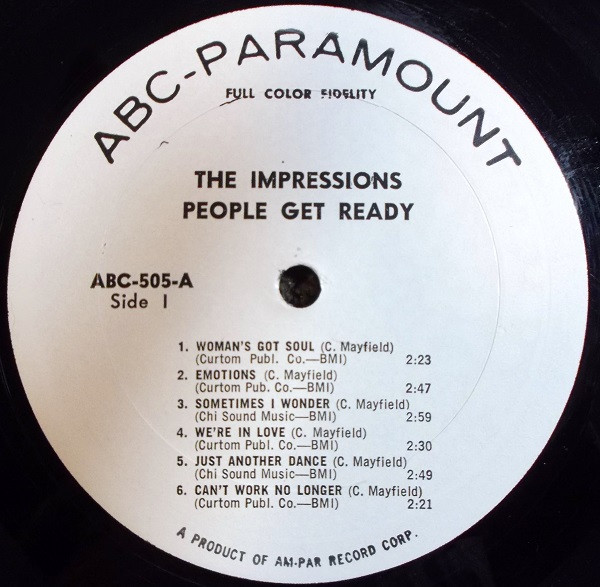 ABC-PARAMOUNT
FULL COLOR FIDELITY
THE IMPRESSIONS
PEOPLE GET READY
ABC-505-A
Side 1
1. WOMAN'S GOT SOUL (C. Mayfield)
(Curtom Publ. Co.—BMI) 2:23
2. EMOTIONS (C. Mayfield)
(Curtom Pub. Co.—BMI) 2:47
3. SOMETIMES I WONDER (C. Mayfield)
(Chi Sound Music—BMI) 2:59
4. WE'RE IN LOVE (C. Mayfield)
(Curtom Publ. Co.—BMI) 2:30
5. JUST ANOTHER DANCE (C. Mayfield)
(Chi Sound Music—BMI) 2:49
6. CAN'T WORK NO LONGER (C. Mayfield)
(Curtom Publ. Co.—BMI) 2:21
A PRODUCT OF AM-PAR RECORD CORP.